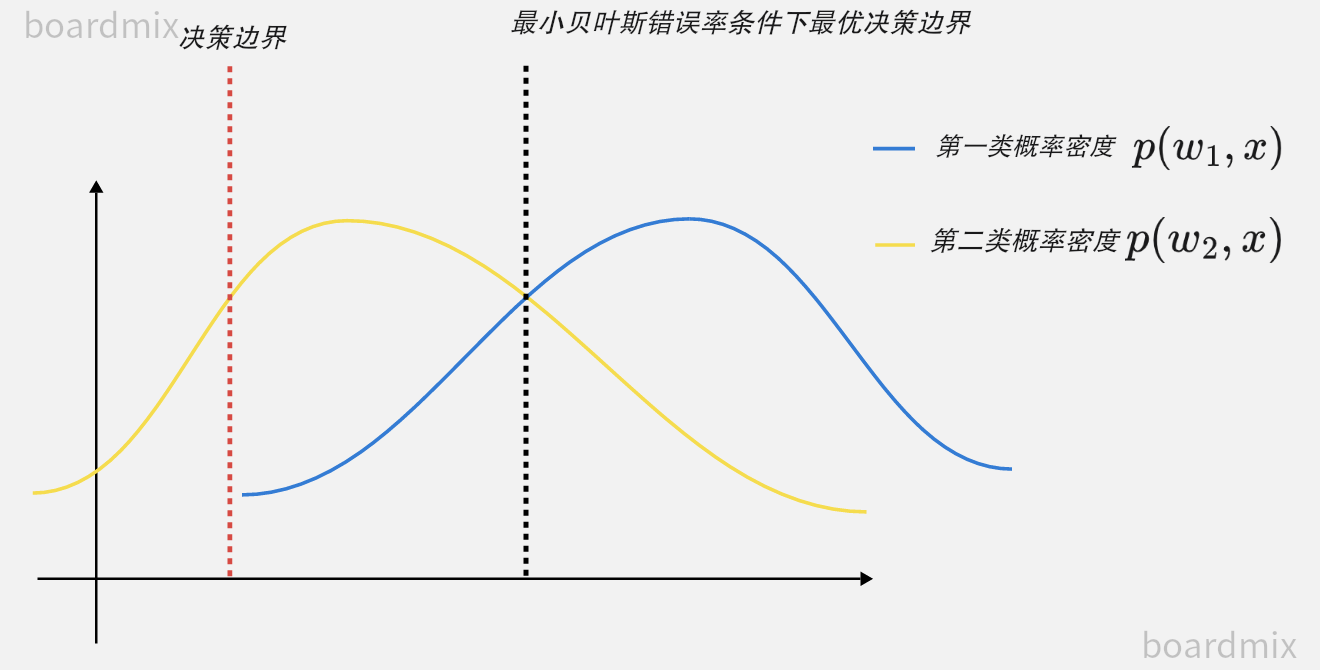 boardmix
决策边界
最小贝叶斯错误率条件下最优决策边界
第一类概率密度 p(w₁, x)
第二类概率密度 p(w₂, x)
boardmix